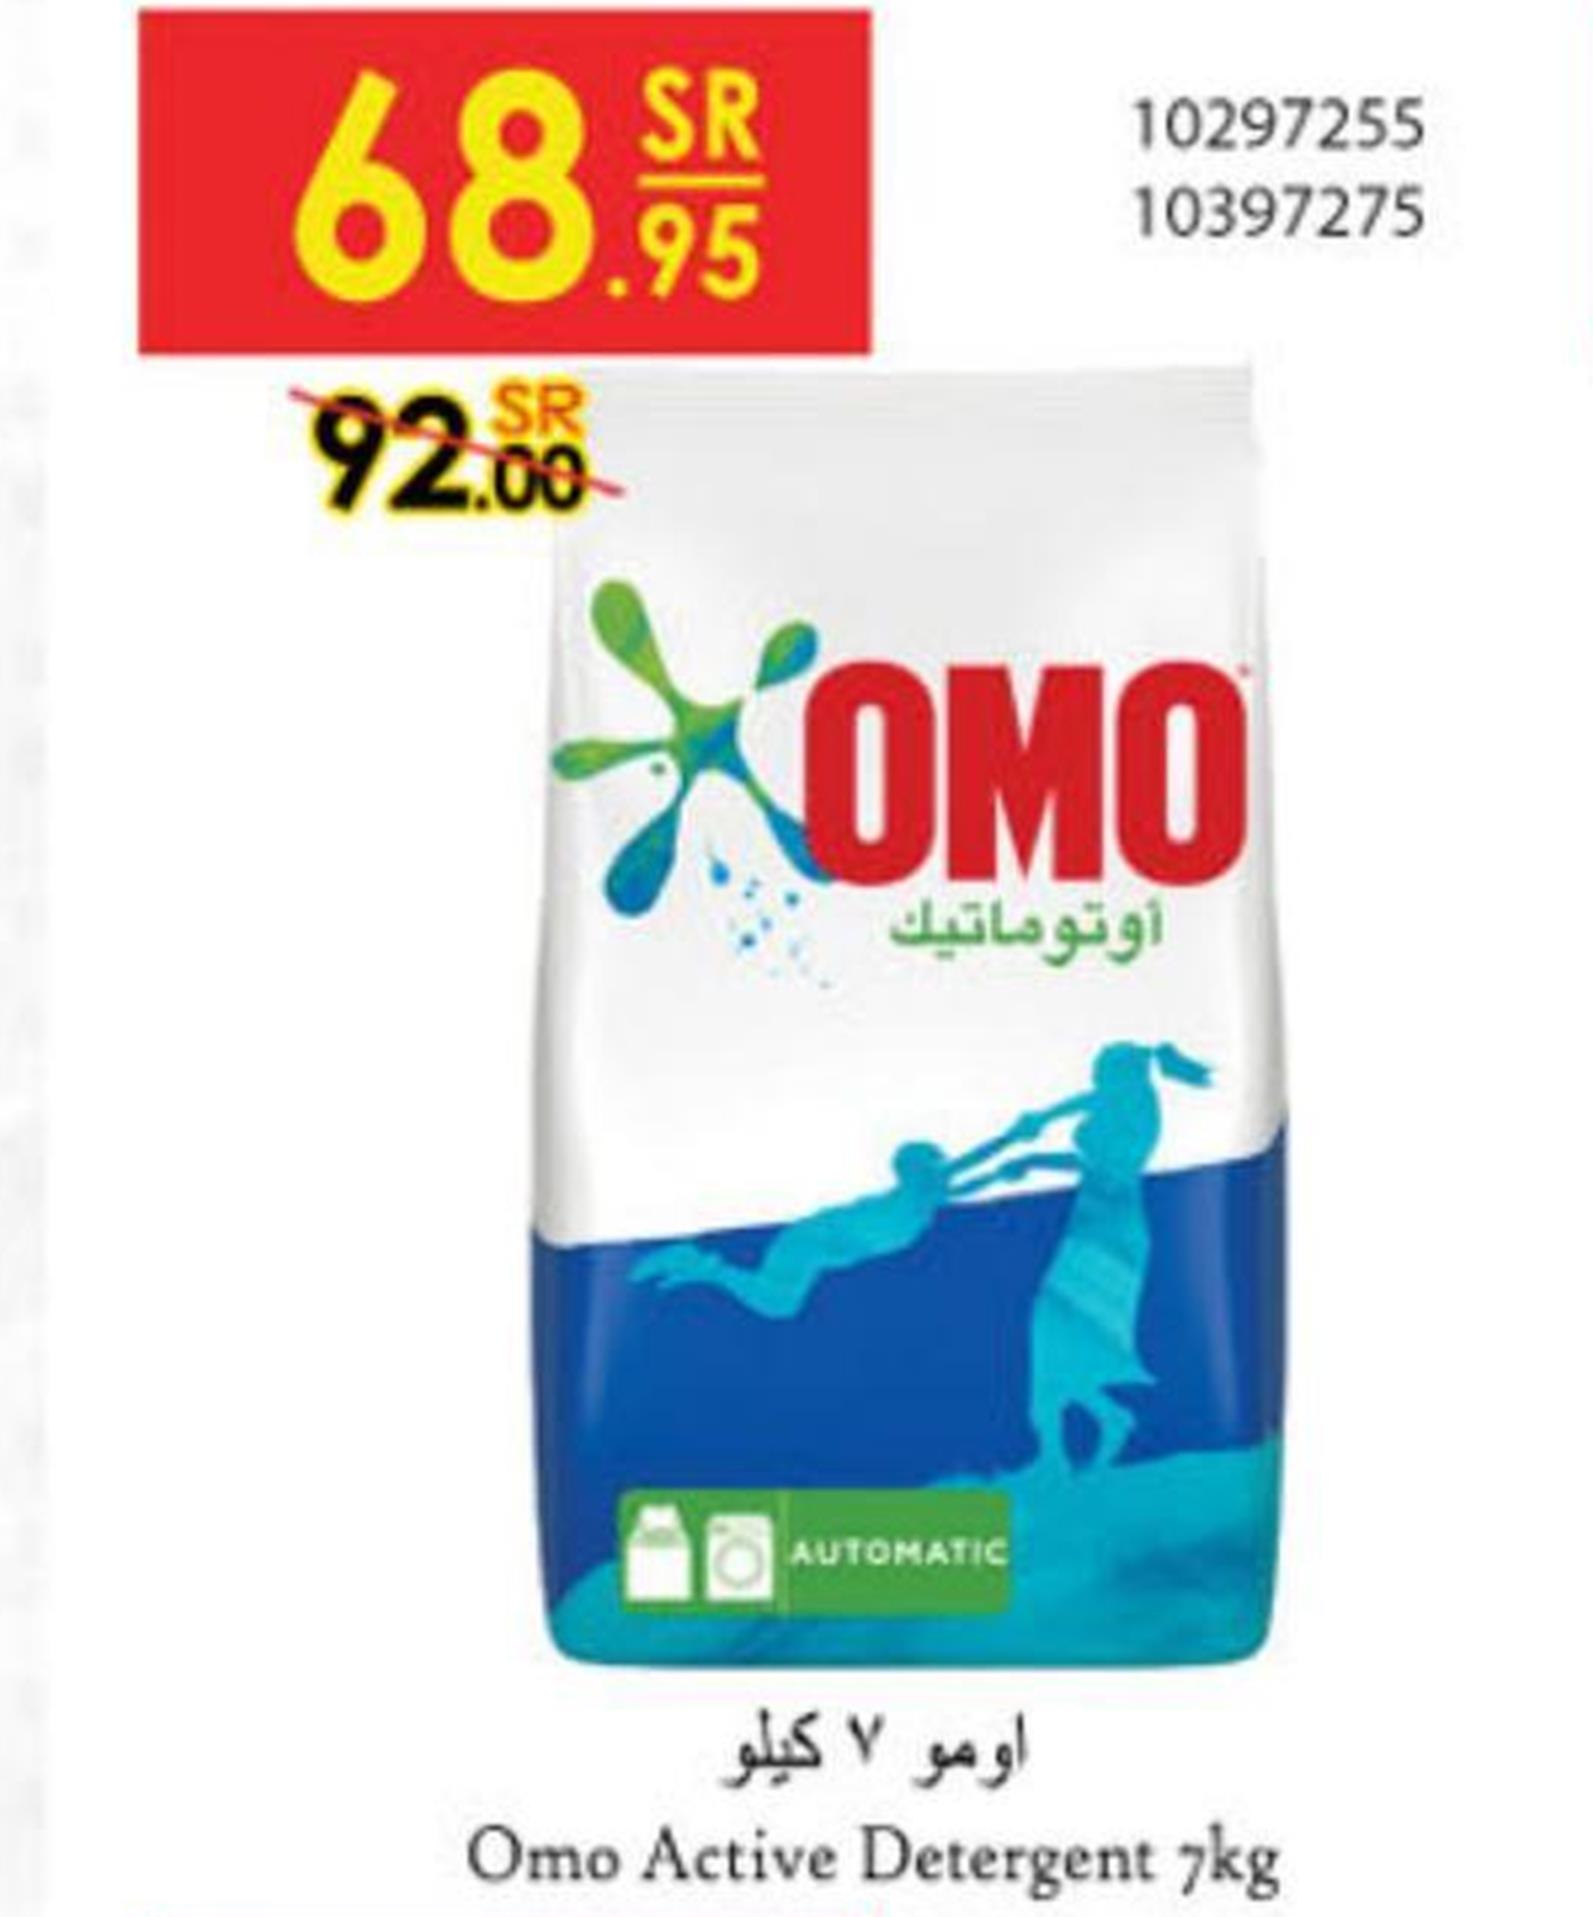 68.95 SR
10297255
10397275
92.00 SR
OMO
أوتوماتيك
AUTOMATIC
اومو ٧ كيلو
Omo Active Detergent 7kg